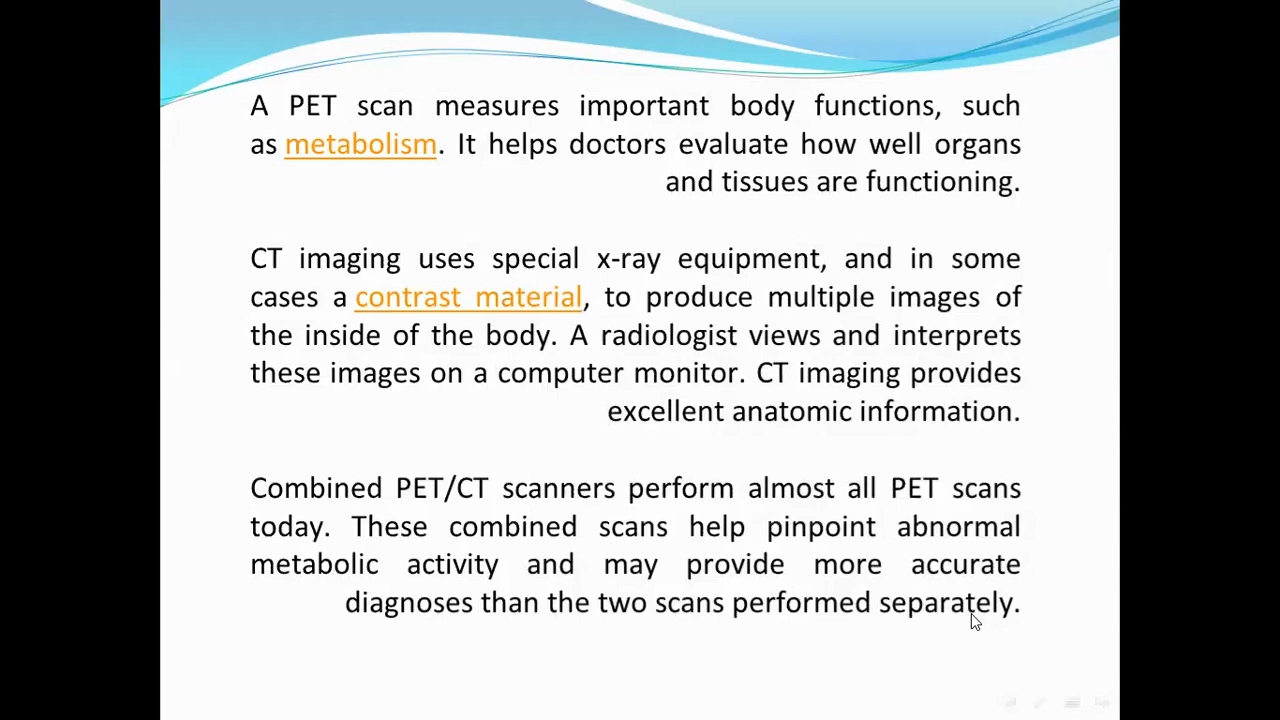 A PET scan measures important body functions, such
as metabolism. It helps doctors evaluate how well organs
and tissues are functioning.
CT imaging uses special x-ray equipment, and in some
cases a contrast material, to produce multiple images of
the inside of the body. A radiologist views and interprets
these images on a computer monitor. CT imaging provides
excellent anatomic information.
Combined PET/CT scanners perform almost all PET scans
today. These combined scans help pinpoint abnormal
metabolic activity and may provide more accurate
diagnoses than the two scans performed separately.